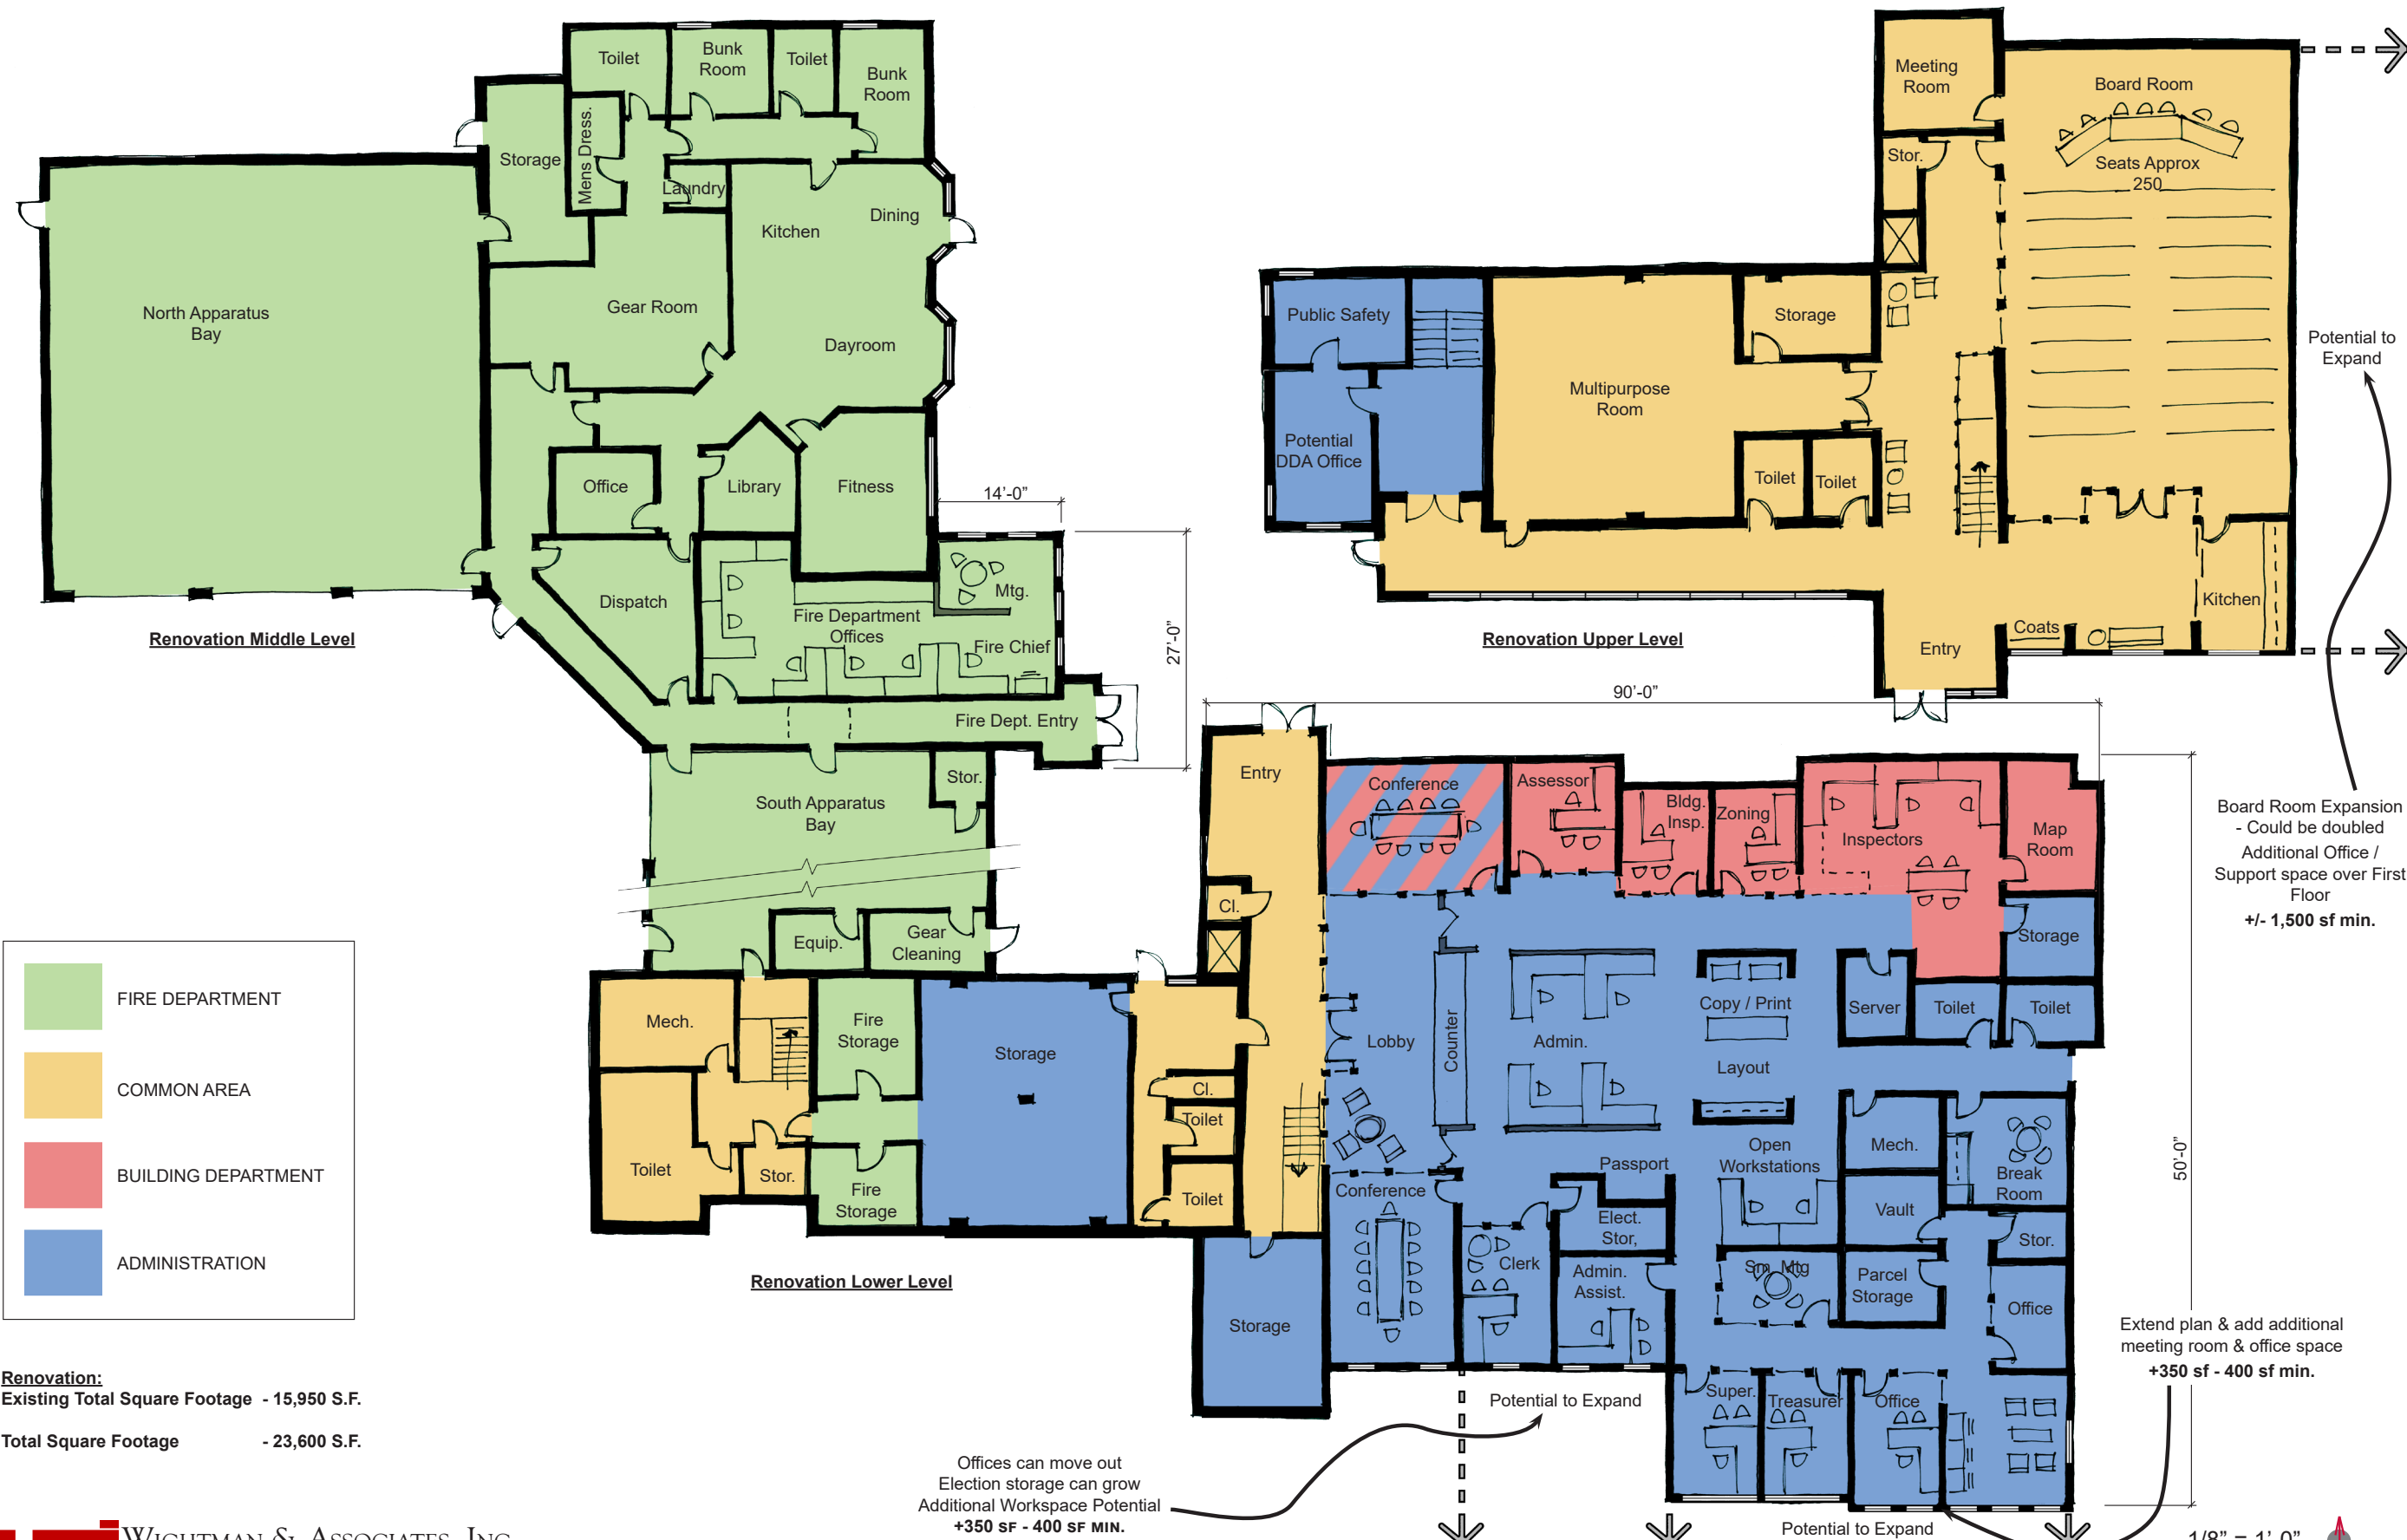 Toilet
Bunk
Room
Toilet
Bunk
Room
Storage
Mens Dress.
Laundry
Kitchen
Dining
North Apparatus
Bay
Gear Room
Dayroom
Office
Library
Fitness
14'-0"
Dispatch
Fire Department
Offices
Mtg.
Fire Chief
27'-0"
Renovation Middle Level
Fire Dept. Entry
South Apparatus
Bay
Stor.
Equip.
Gear
Cleaning
Meeting
Room
Board Room
Seats Approx
250
Stor.
Public Safety
Storage
Multipurpose
Room
Potential
DDA Office
Toilet
Toilet
Kitchen
Coats
Entry
Renovation Upper Level
Potential to
Expand
Board Room Expansion
- Could be doubled
Additional Office /
Support space over First
Floor
+/- 1,500 sf min.
90'-0"
Entry
Conference
Assessor
Bldg.
Insp.
Zoning
Inspectors
Map
Room
Cl.
Storage
Server
Toilet
Toilet
Copy / Print
Lobby
Counter
Admin.
Layout
Mech.
Fire
Storage
Storage
Cl.
Toilet
Toilet
Toilet
Stor.
Fire
Storage
Open
Workstations
Mech.
Break
Room
Passport
Conference
Elect.
Stor,
Vault
Stor.
Clerk
Admin.
Assist.
Sm. Mtg
Parcel
Storage
Office
Storage
Super.
Treasurer
Office
50'-0"
Renovation Lower Level
FIRE DEPARTMENT
COMMON AREA
BUILDING DEPARTMENT
ADMINISTRATION
Renovation:
Existing Total Square Footage - 15,950 S.F.
Total Square Footage - 23,600 S.F.
Extend plan & add additional
meeting room & office space
+350 sf - 400 sf min.
Potential to Expand
Offices can move out
Election storage can grow
Additional Workspace Potential
+350 SF - 400 SF MIN.
Potential to Expand
1/8" = 1'-0"
WIGHTMAN & ASSOCIATES, INC.